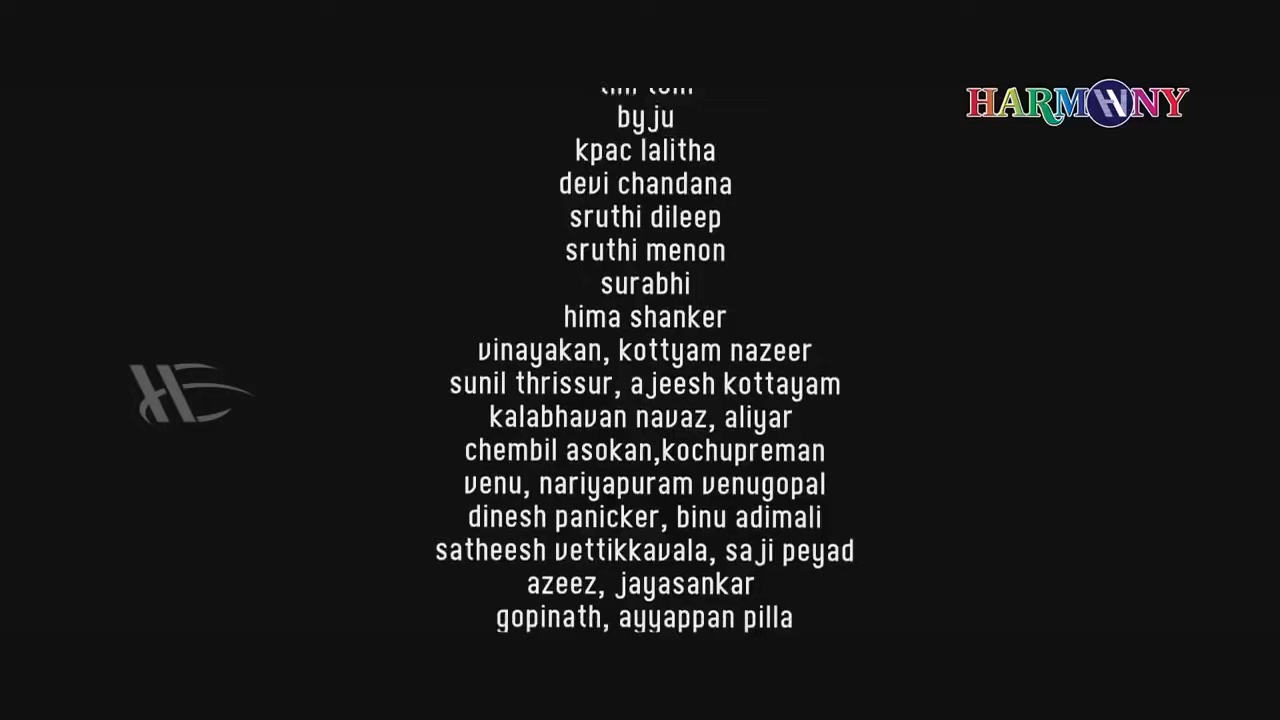 HARMONY
byju
kpac lalitha
devi chandana
sruthi dileep
sruthi menon
surabhi
hima shanker
vinayakan, kottyam nazeer
sunil thrissur, ajeesh kottayam
kalabhavan navaz, aliyar
chembil asokan,kochupreman
venu, nariyapuram venugopal
dinesh panicker, binu adimali
satheesh vettikkavala, saji peyad
azeez, jayasankar
gopinath, ayyappan pilla
HE